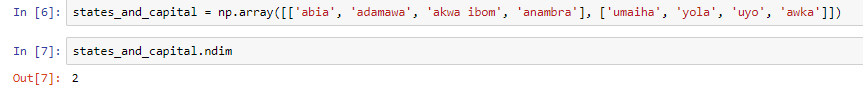 In [6]: states_and_capital = np.array([['abia', 'adamawa', 'akwa ibom', 'anambra'], ['umaiha', 'yola', 'uyo', 'awka']])
In [7]: states_and_capital.ndim
Out[7]: 2